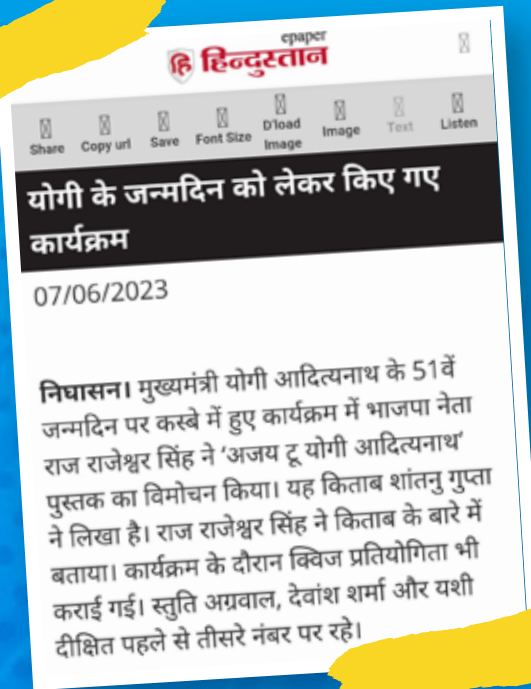 epaper
हि हिन्दुस्तान
Share Copy url Save Font Size D'load Image Image Text Listen
योगी के जन्मदिन को लेकर किए गए
कार्यक्रम
07/06/2023
निघासन। मुख्यमंत्री योगी आदित्यनाथ के 51वें
जन्मदिन पर कस्बे में हुए कार्यक्रम में भाजपा नेता
राज राजेश्वर सिंह ने ‘अजय टू योगी आदित्यनाथ’
पुस्तक का विमोचन किया। यह किताब शांतनु गुप्ता
ने लिखा है। राज राजेश्वर सिंह ने किताब के बारे में
बताया। कार्यक्रम के दौरान क्विज प्रतियोगिता भी
कराई गई। स्तुति अग्रवाल, देवांश शर्मा और यशी
दीक्षित पहले से तीसरे नंबर पर रहे।